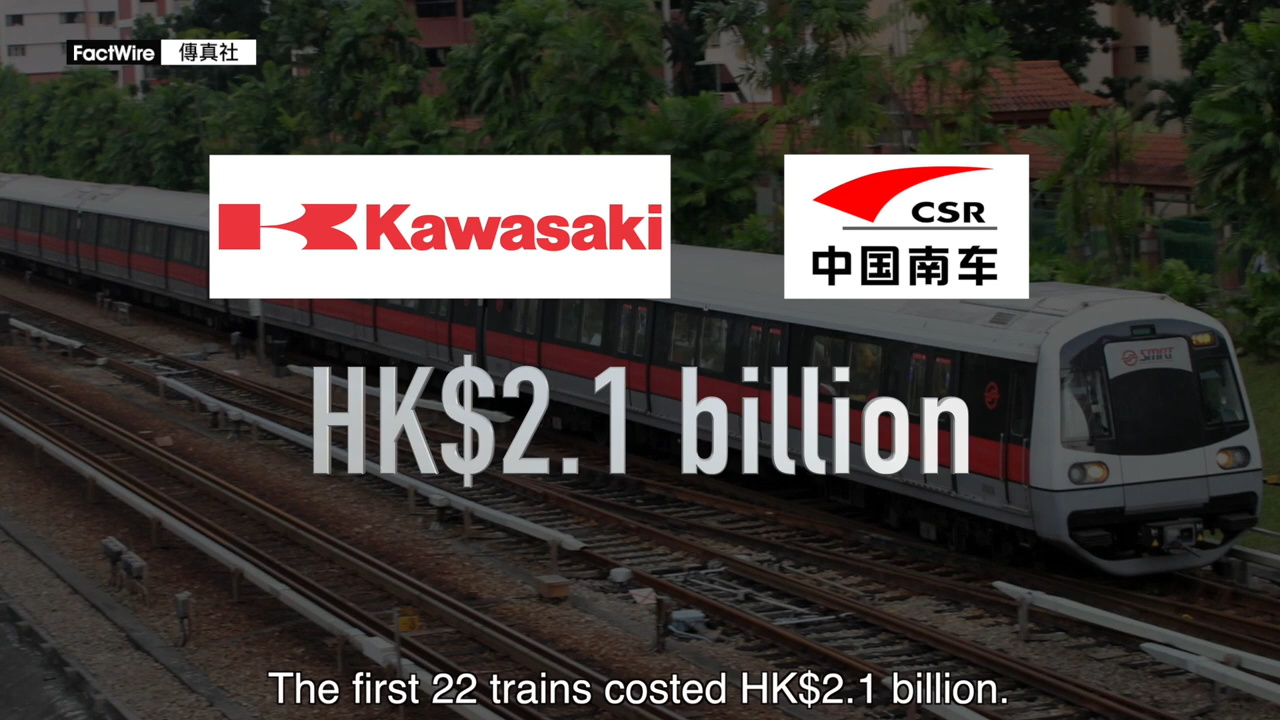 FactWire 傳真社
Kawasaki
CSR
中国南车
HK$2.1 billion
SMRT
The first 22 trains costed HK$2.1 billion.